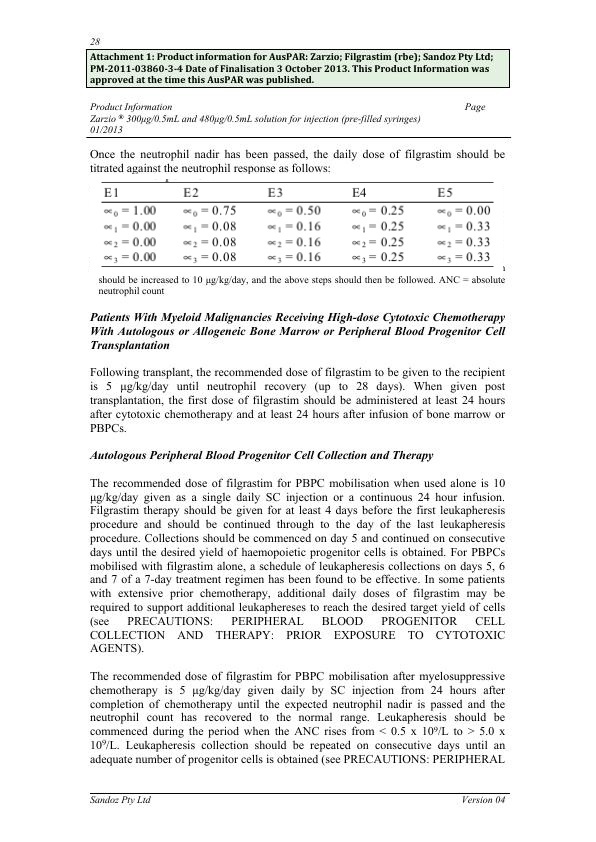 28
Attachment 1: Product information for AusPAR: Zarzio; Filgrastim (rbe); Sandoz Pty Ltd;
PM-2011-03860-3-4 Date of Finalisation 3 October 2013. This Product Information was
approved at the time this AusPAR was published.
Product Information Page
Zarzio ® 300μg/0.5mL and 480μg/0.5mL solution for injection (pre-filled syringes)
01/2013
Once the neutrophil nadir has been passed, the daily dose of filgrastim should be
titrated against the neutrophil response as follows:
E1 E2 E3 E4 E5
∝₀ = 1.00 ∝₀ = 0.75 ∝₀ = 0.50 ∝₀ = 0.25 ∝₀ = 0.00
∝₁ = 0.00 ∝₁ = 0.08 ∝₁ = 0.16 ∝₁ = 0.25 ∝₁ = 0.33
∝₂ = 0.00 ∝₂ = 0.08 ∝₂ = 0.16 ∝₂ = 0.25 ∝₂ = 0.33
∝₃ = 0.00 ∝₃ = 0.08 ∝₃ = 0.16 ∝₃ = 0.25 ∝₃ = 0.33
should be increased to 10 μg/kg/day, and the above steps should then be followed. ANC = absolute
neutrophil count
Patients With Myeloid Malignancies Receiving High-dose Cytotoxic Chemotherapy
With Autologous or Allogeneic Bone Marrow or Peripheral Blood Progenitor Cell
Transplantation
Following transplant, the recommended dose of filgrastim to be given to the recipient
is 5 μg/kg/day until neutrophil recovery (up to 28 days). When given post
transplantation, the first dose of filgrastim should be administered at least 24 hours
after cytotoxic chemotherapy and at least 24 hours after infusion of bone marrow or
PBPCs.
Autologous Peripheral Blood Progenitor Cell Collection and Therapy
The recommended dose of filgrastim for PBPC mobilisation when used alone is 10
μg/kg/day given as a single daily SC injection or a continuous 24 hour infusion.
Filgrastim therapy should be given for at least 4 days before the first leukapheresis
procedure and should be continued through to the day of the last leukapheresis
procedure. Collections should be commenced on day 5 and continued on consecutive
days until the desired yield of haemopoietic progenitor cells is obtained. For PBPCs
mobilised with filgrastim alone, a schedule of leukapheresis collections on days 5, 6
and 7 of a 7-day treatment regimen has been found to be effective. In some patients
with extensive prior chemotherapy, additional daily doses of filgrastim may be
required to support additional leukaphereses to reach the desired target yield of cells
(see PRECAUTIONS: PERIPHERAL BLOOD PROGENITOR CELL
COLLECTION AND THERAPY: PRIOR EXPOSURE TO CYTOTOXIC
AGENTS).
The recommended dose of filgrastim for PBPC mobilisation after myelosuppressive
chemotherapy is 5 μg/kg/day given daily by SC injection from 24 hours after
completion of chemotherapy until the expected neutrophil nadir is passed and the
neutrophil count has recovered to the normal range. Leukapheresis should be
commenced during the period when the ANC rises from < 0.5 x 10⁹/L to > 5.0 x
10⁹/L. Leukapheresis collection should be repeated on consecutive days until an
adequate number of progenitor cells is obtained (see PRECAUTIONS: PERIPHERAL
Sandoz Pty Ltd Version 04